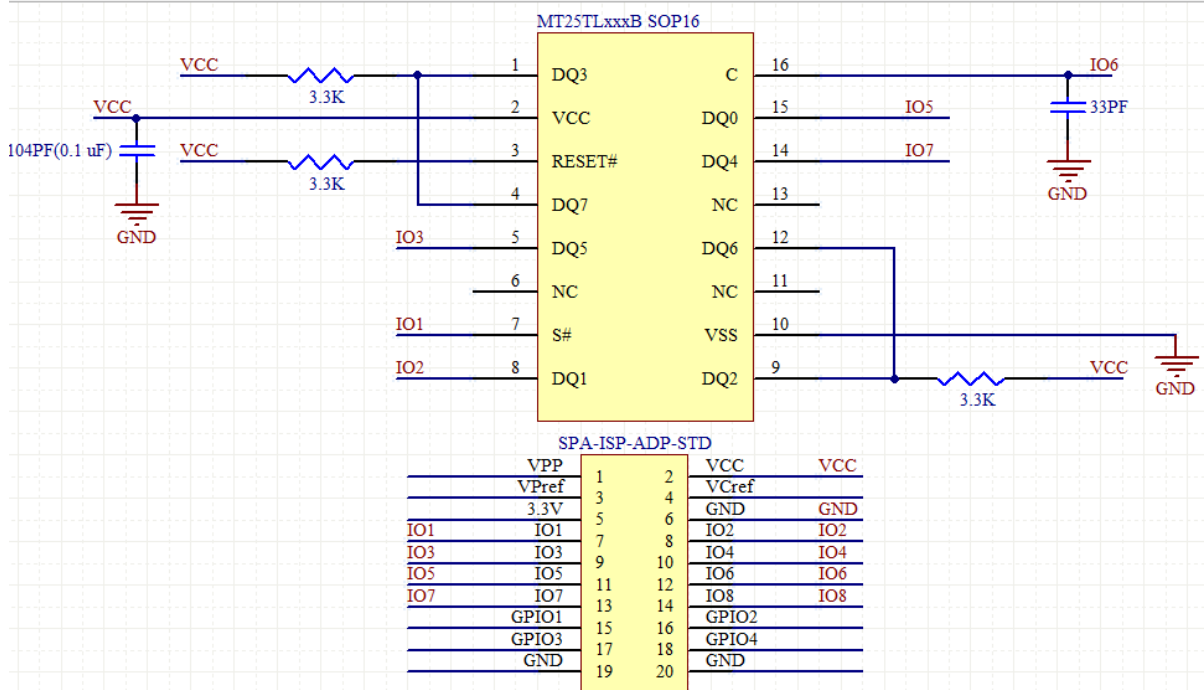 MT25TLxxxB SOP16
VCC 3.3K 1 DQ3 C 16 IO6
VCC 2 VCC DQ0 15 IO5 33PF
104PF(0.1 uF) VCC 3.3K 3 RESET# DQ4 14 IO7
GND 4 DQ7 NC 13 GND
IO3 5 DQ5 DQ6 12
6 NC NC 11
IO1 7 S# VSS 10 GND
IO2 8 DQ1 DQ2 9 3.3K VCC
SPA-ISP-ADP-STD
VPP 1 2 VCC VCC
VPref 3 4 VCref
3.3V 5 6 GND GND
IO1 IO1 7 8 IO2 IO2
IO3 IO3 9 10 IO4 IO4
IO5 IO5 11 12 IO6 IO6
IO7 IO7 13 14 IO8 IO8
GPIO1 15 16 GPIO2
GPIO3 17 18 GPIO4
GND 19 20 GND